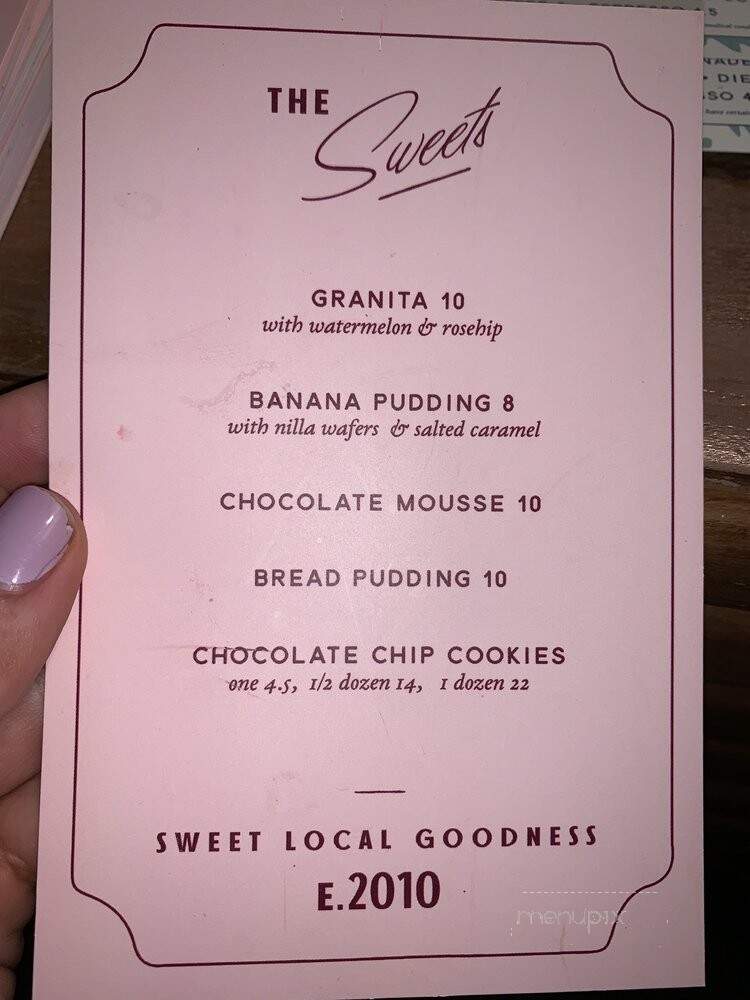 THE Sweets
GRANITA 10
with watermelon & rosehip
BANANA PUDDING 8
with nilla wafers & salted caramel
CHOCOLATE MOUSSE 10
BREAD PUDDING 10
CHOCOLATE CHIP COOKIES
one 4.5, 1/2 dozen 14, 1 dozen 22
SWEET LOCAL GOODNESS
E.2010
menupix
DIE